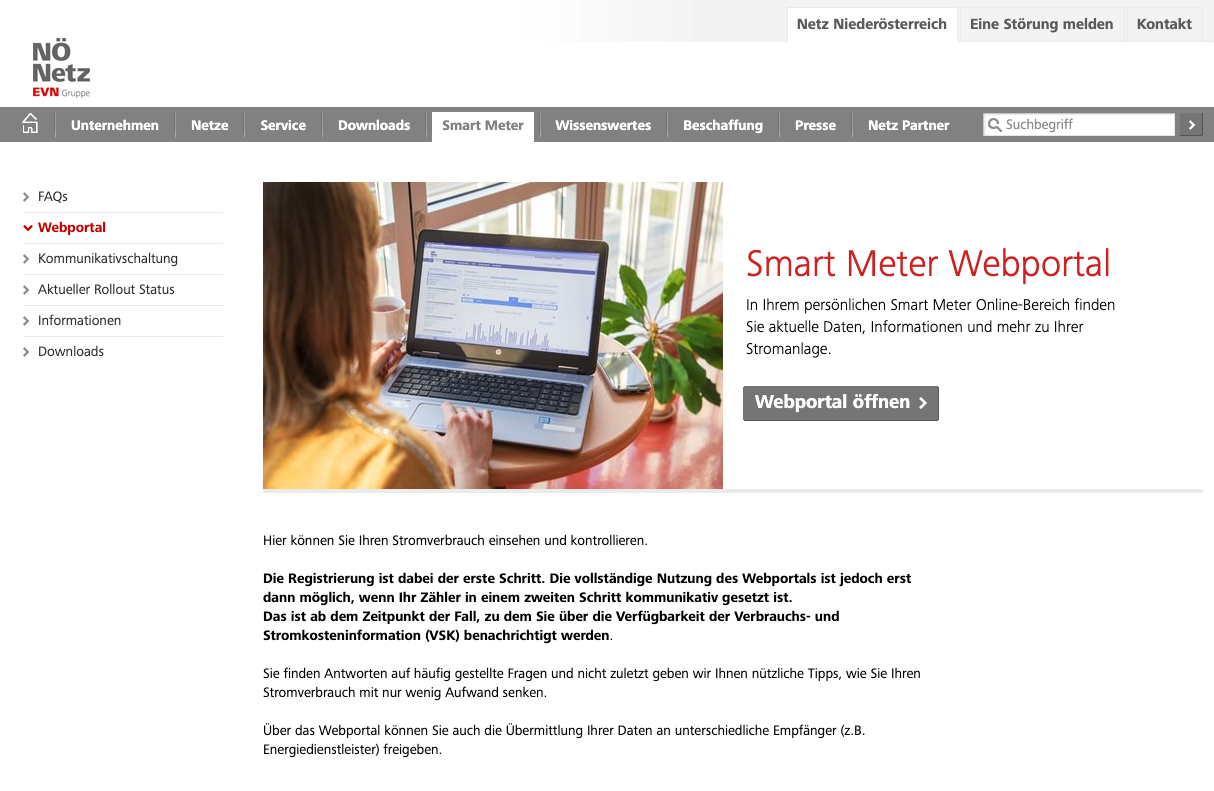 Netz Niederösterreich
Eine Störung melden
Kontakt
NÖ
Netz
EVN Gruppe
Unternehmen
Netze
Service
Downloads
Smart Meter
Wissenswertes
Beschaffung
Presse
Netz Partner
Suchbegriff
FAQs
Webportal
Kommunikativschaltung
Aktueller Rollout Status
Informationen
Downloads
Smart Meter Webportal
In Ihrem persönlichen Smart Meter Online-Bereich finden
Sie aktuelle Daten, Informationen und mehr zu Ihrer
Stromanlage.
Webportal öffnen
Hier können Sie Ihren Stromverbrauch einsehen und kontrollieren.
Die Registrierung ist dabei der erste Schritt. Die vollständige Nutzung des Webportals ist jedoch erst
dann möglich, wenn Ihr Zähler in einem zweiten Schritt kommunikativ gesetzt ist.
Das ist ab dem Zeitpunkt der Fall, zu dem Sie über die Verfügbarkeit der Verbrauchs- und
Stromkosteninformation (VSK) benachrichtigt werden.
Sie finden Antworten auf häufig gestellte Fragen und nicht zuletzt geben wir Ihnen nützliche Tipps, wie Sie Ihren
Stromverbrauch mit nur wenig Aufwand senken.
Über das Webportal können Sie auch die Übermittlung Ihrer Daten an unterschiedliche Empfänger (z.B.
Energiedienstleister) freigeben.